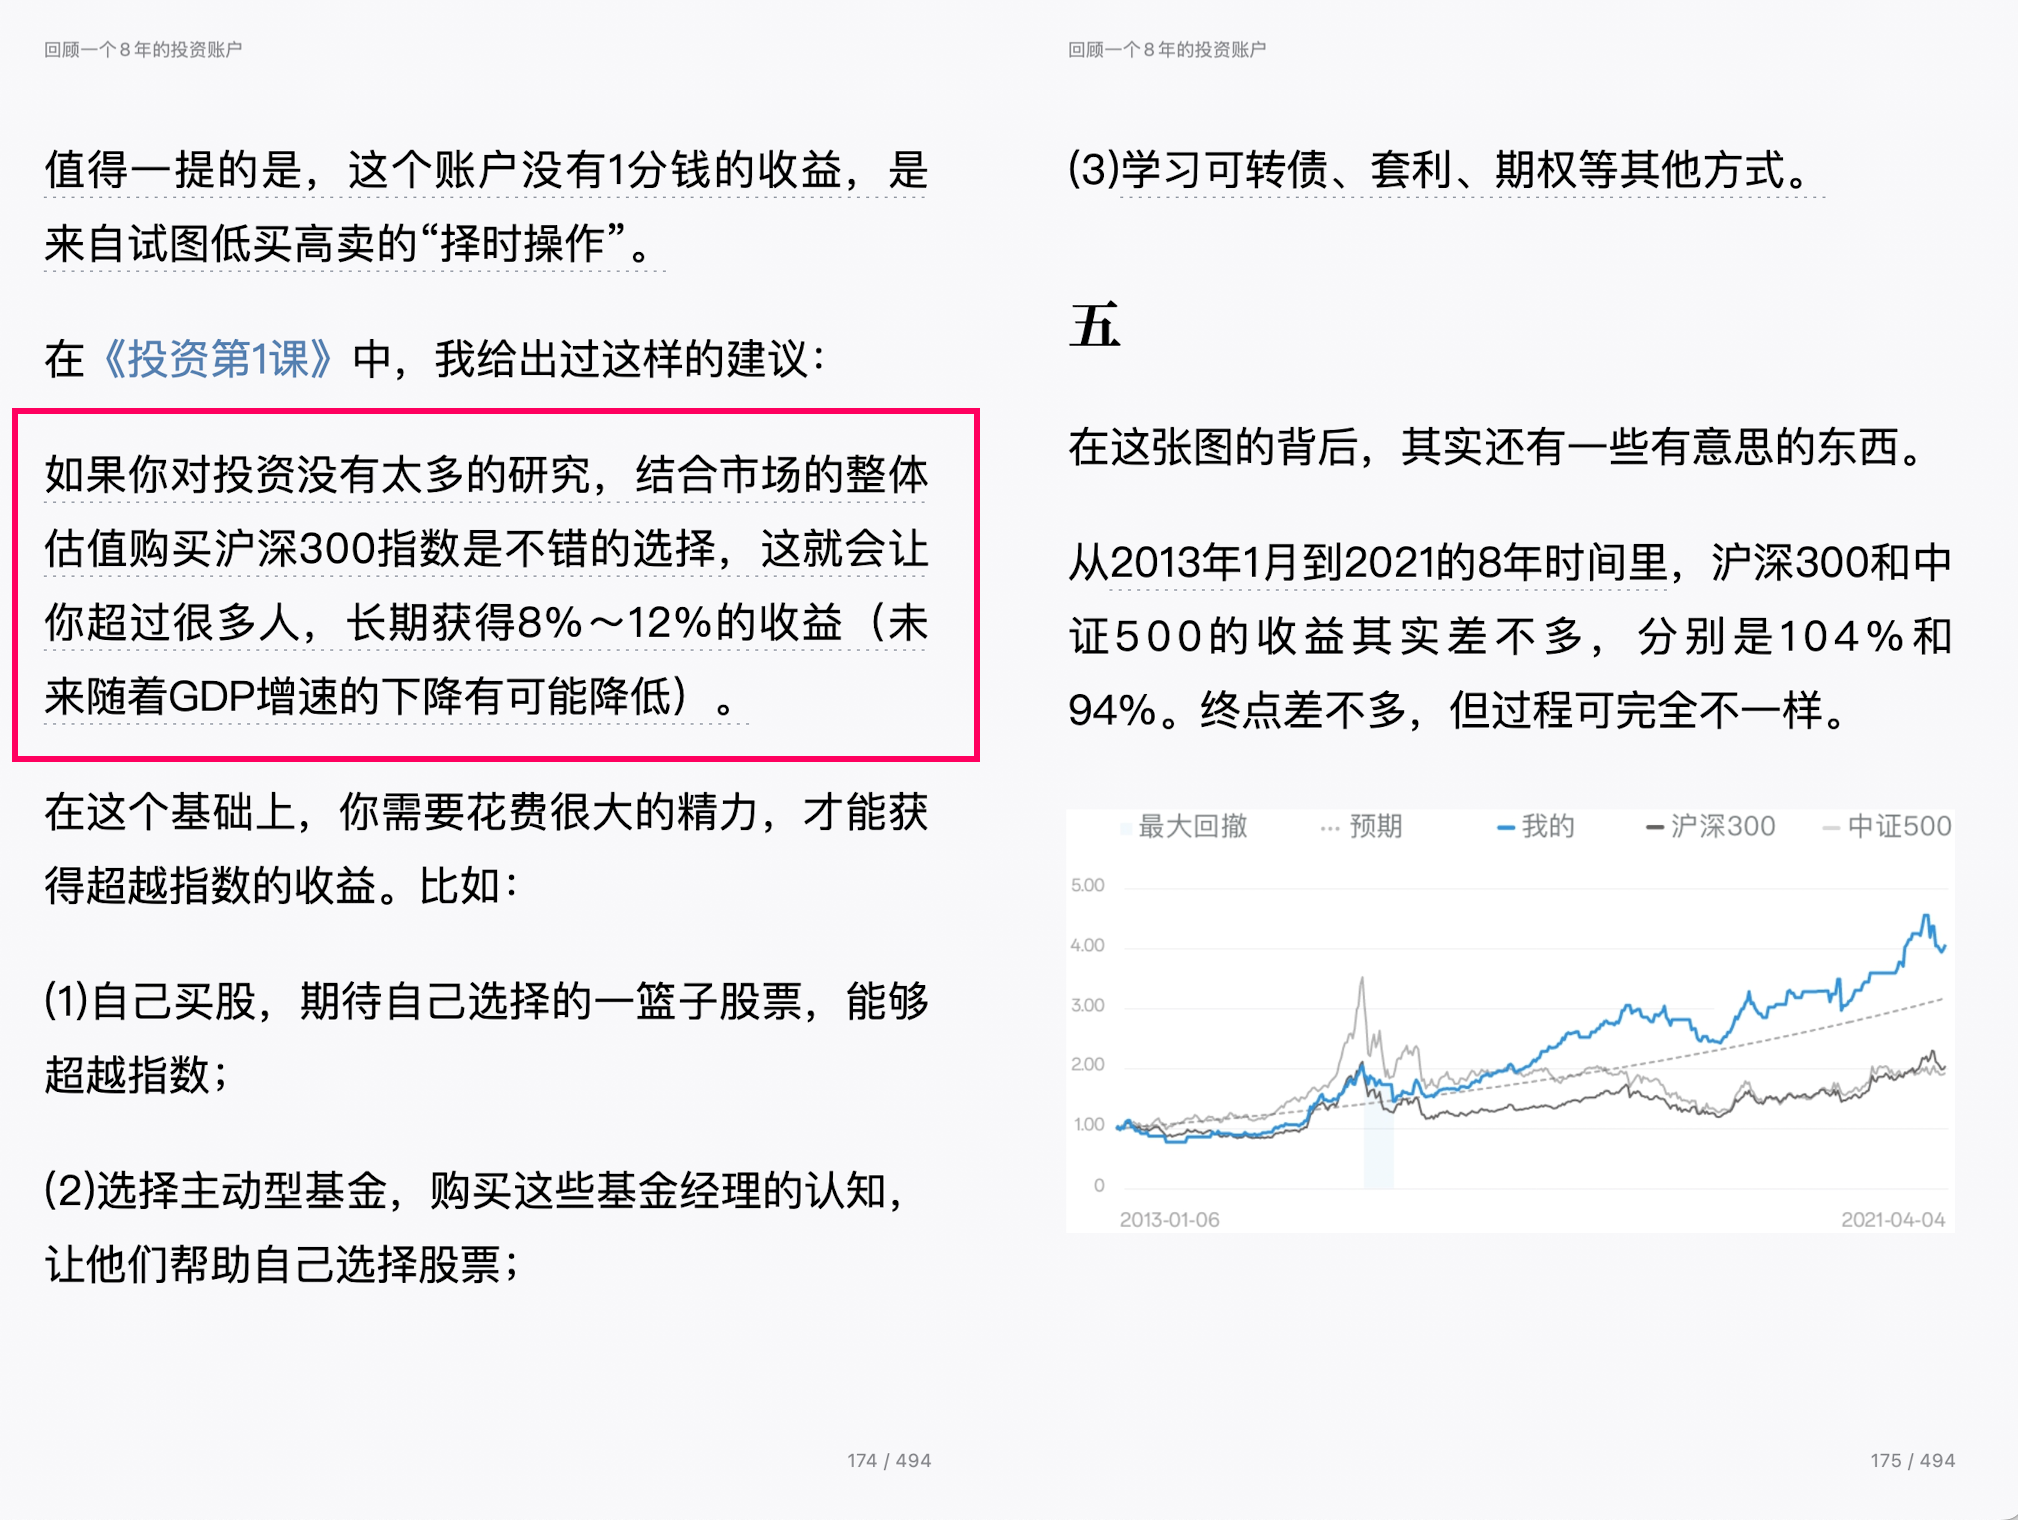 回顾一个8年的投资账户
值得一提的是，这个账户没有1分钱的收益，是
来自试图低买高卖的“择时操作”。
在《投资第1课》中，我给出过这样的建议：
如果你对投资没有太多的研究，结合市场的整体
估值购买沪深300指数是不错的选择，这就会让
你超过很多人，长期获得8%～12%的收益（未
来随着GDP增速的下降有可能降低）。
在这个基础上，你需要花费很大的精力，才能获
得超越指数的收益。比如：
(1)自己买股，期待自己选择的一篮子股票，能够
超越指数；
(2)选择主动型基金，购买这些基金经理的认知，
让他们帮助自己选择股票；
174 / 494
回顾一个8年的投资账户
(3)学习可转债、套利、期权等其他方式。
五
在这张图的背后，其实还有一些有意思的东西。
从2013年1月到2021的8年时间里，沪深300和中
证500的收益其实差不多，分别是104%和
94%。终点差不多，但过程可完全不一样。
最大回撤 预期 我的 沪深300 中证500
5.00
4.00
3.00
2.00
1.00
0
2013-01-06 2021-04-04
175 / 494